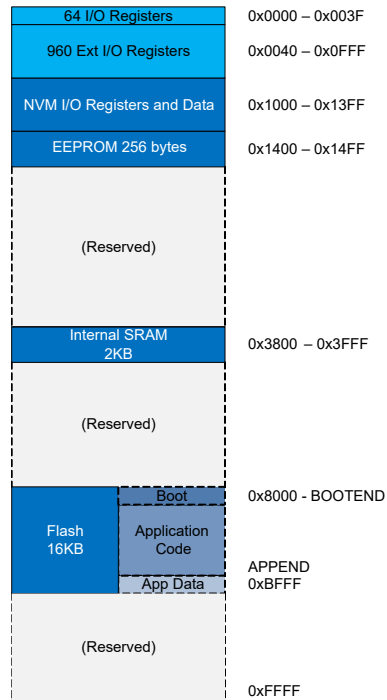 64 I/O Registers 0x0000 – 0x003F
960 Ext I/O Registers 0x0040 – 0x0FFF
NVM I/O Registers and Data 0x1000 – 0x13FF
EEPROM 256 bytes 0x1400 – 0x14FF
(Reserved)
Internal SRAM
2KB
0x3800 – 0x3FFF
(Reserved)
Boot 0x8000 - BOOTEND
Flash
16KB
Application
Code
APPEND
App Data 0xBFFF
(Reserved)
0xFFFF